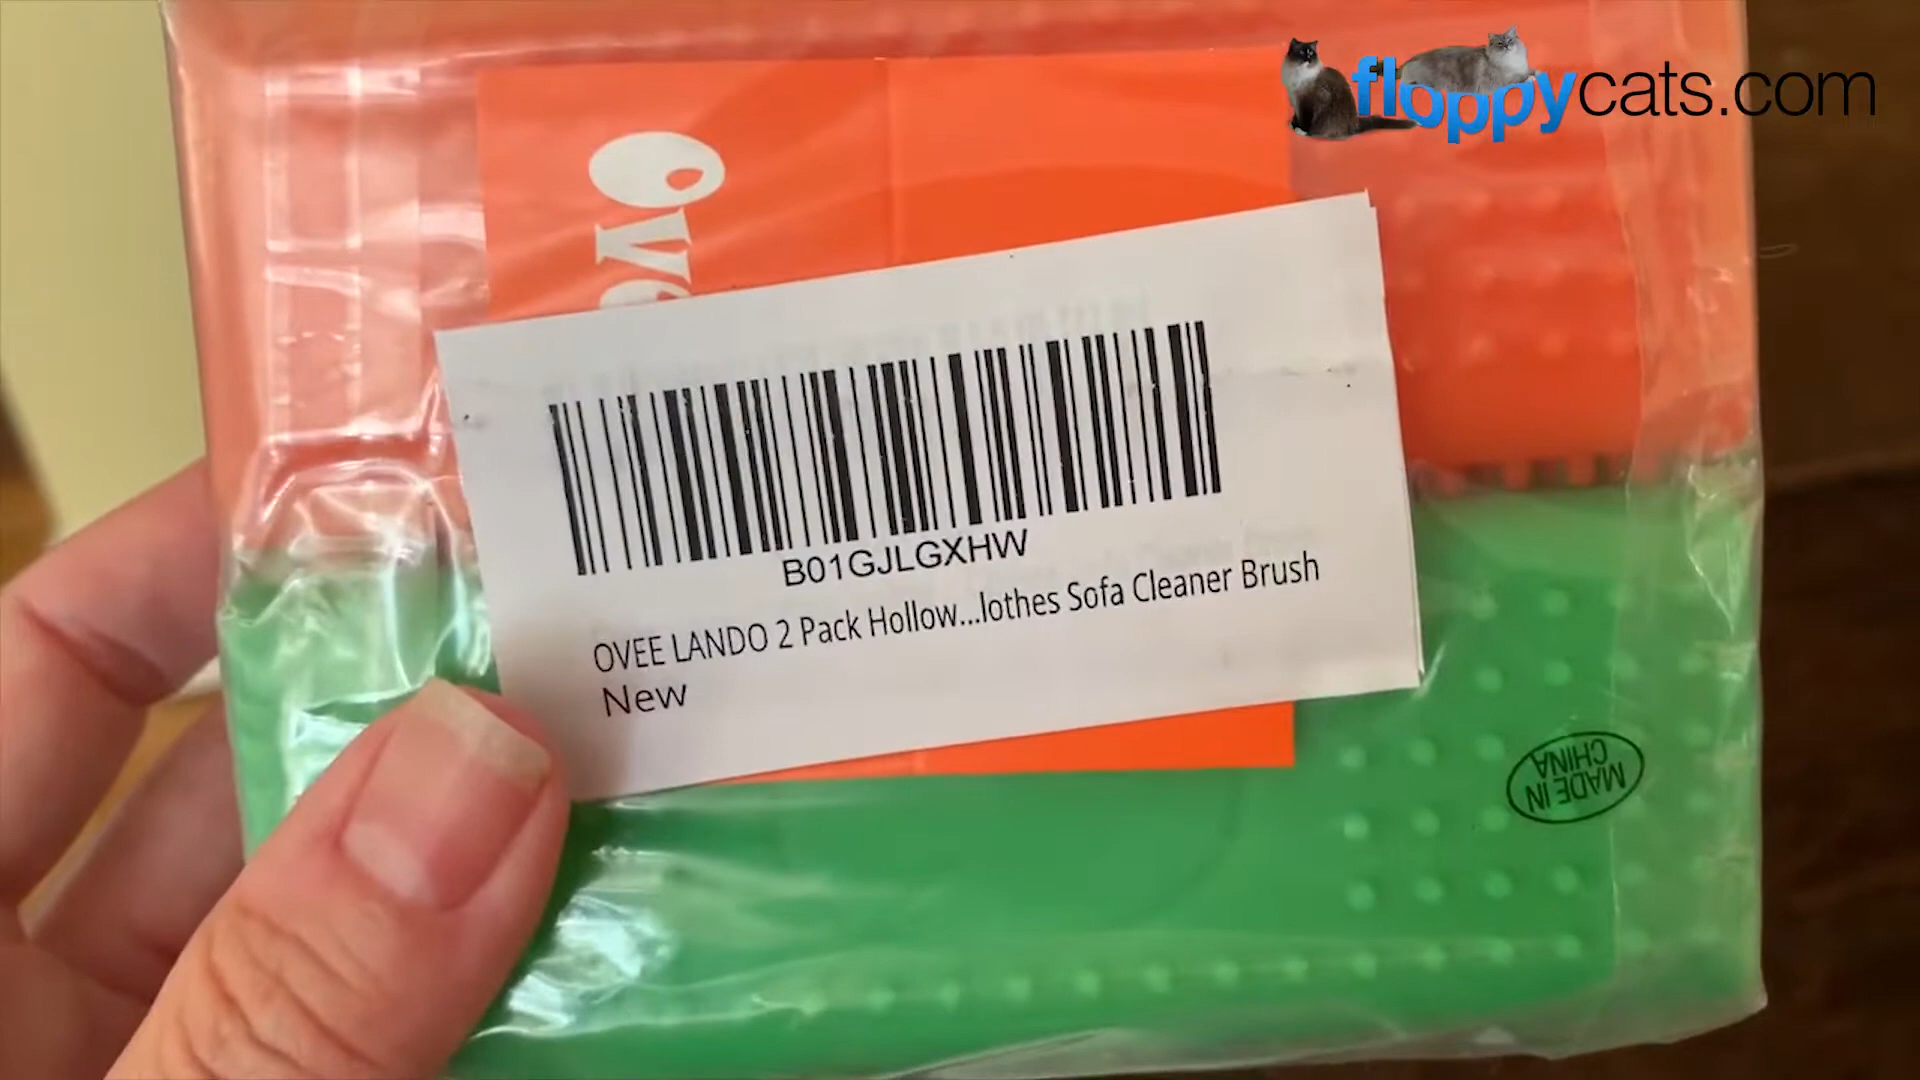 floppycats.com
Ove
B01GJLGXHW
OVEE LANDO 2 Pack Hollow...lothes Sofa Cleaner Brush
New
MADE IN
CHINA